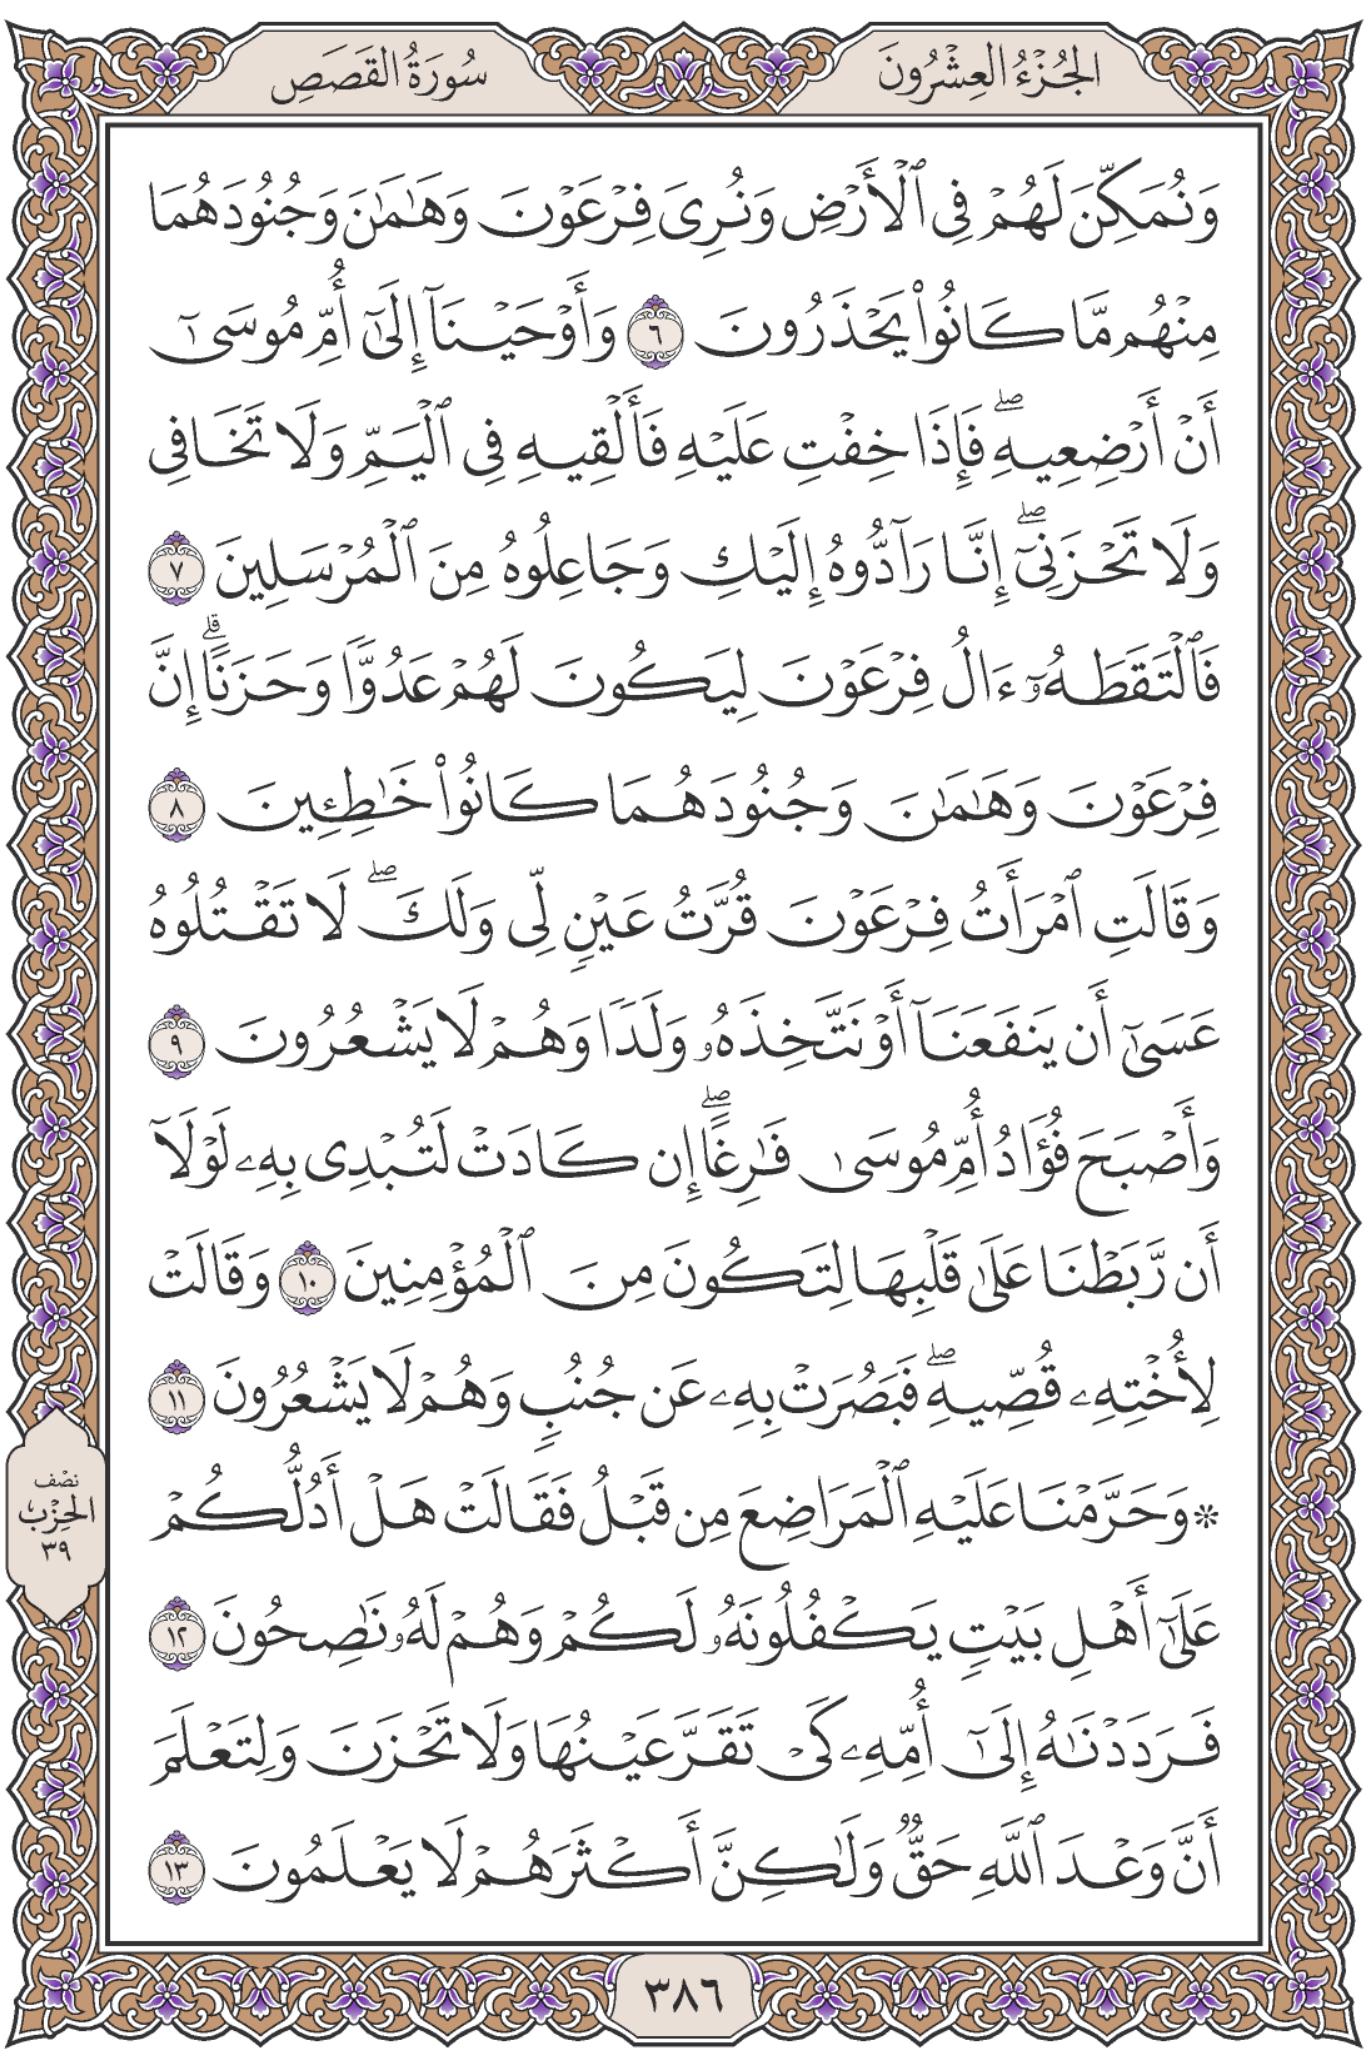 الجُزْءُ العِشْرُونَ
سُورَةُ القَصَصِ
وَنُمَكِّنَ لَهُمْ فِي ٱلْأَرْضِ وَنُرِىَ فِرْعَوْنَ وَهَٰمَٰنَ وَجُنُودَهُمَا
مِنْهُم مَّا كَانُوا۟ يَحْذَرُونَ ٦ وَأَوْحَيْنَآ إِلَىٰٓ أُمِّ مُوسَىٰٓ
أَنْ أَرْضِعِيهِ ۖ فَإِذَا خِفْتِ عَلَيْهِ فَأَلْقِيهِ فِي ٱلْيَمِّ وَلَا تَخَافِي
وَلَا تَحْزَنِىٓ ۖ إِنَّا رَآدُّوهُ إِلَيْكِ وَجَاعِلُوهُ مِنَ ٱلْمُرْسَلِينَ ٧
فَٱلْتَقَطَهُۥٓ ءَالُ فِرْعَوْنَ لِيَكُونَ لَهُمْ عَدُوًّا وَحَزَنًا ۗ إِنَّ
فِرْعَوْنَ وَهَٰمَٰنَ وَجُنُودَهُمَا كَانُوا۟ خَٰطِـِٔينَ ٨
وَقَالَتِ ٱمْرَأَتُ فِرْعَوْنَ قُرَّتُ عَيْنٍ لِّى وَلَكَ ۖ لَا تَقْتُلُوهُ
عَسَىٰٓ أَن يَنفَعَنَآ أَوْ نَتَّخِذَهُۥ وَلَدًا وَهُمْ لَا يَشْعُرُونَ ٩
وَأَصْبَحَ فُؤَادُ أُمِّ مُوسَىٰ فَٰرِغًا ۖ إِن كَادَتْ لَتُبْدِى بِهِۦ لَوْلَآ
أَن رَّبَطْنَا عَلَىٰ قَلْبِهَا لِتَكُونَ مِنَ ٱلْمُؤْمِنِينَ ١٠ وَقَالَتْ
لِأُخْتِهِۦ قُصِّيهِ ۖ فَبَصُرَتْ بِهِۦ عَن جُنُبٍ وَهُمْ لَا يَشْعُرُونَ ١١
* وَحَرَّمْنَا عَلَيْهِ ٱلْمَرَاضِعَ مِن قَبْلُ فَقَالَتْ هَلْ أَدُلُّكُمْ
عَلَىٰٓ أَهْلِ بَيْتٍ يَكْفُلُونَهُۥ لَكُمْ وَهُمْ لَهُۥ نَٰصِحُونَ ١٢
فَرَدَدْنَٰهُ إِلَىٰٓ أُمِّهِۦ كَىْ تَقَرَّ عَيْنُهَا وَلَا تَحْزَنَ وَلِتَعْلَمَ
أَنَّ وَعْدَ ٱللَّهِ حَقٌّ وَلَٰكِنَّ أَكْثَرَهُمْ لَا يَعْلَمُونَ ١٣
نصْف
الحِزْب
٣٩
٣٨٦